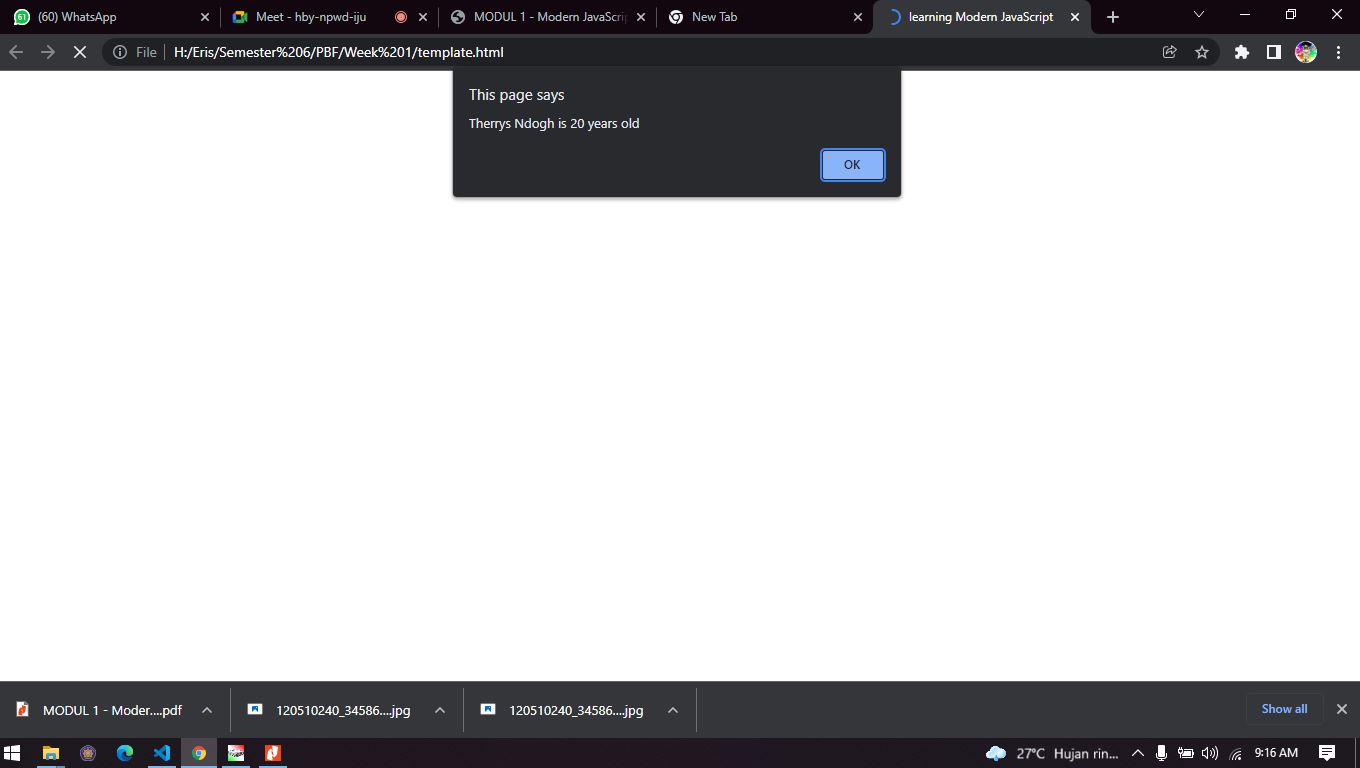 61 (60) WhatsApp
Meet - hby-npwd-iju
MODUL 1 - Modern JavaScrip
New Tab
learning Modern JavaScript
File
H:/Eris/Semester%206/PBF/Week%201/template.html
This page says
Therrys Ndogh is 20 years old
OK
MODUL 1 - Moder....pdf
120510240_34586....jpg
120510240_34586....jpg
Show all
27°C Hujan rin...
9:16 AM